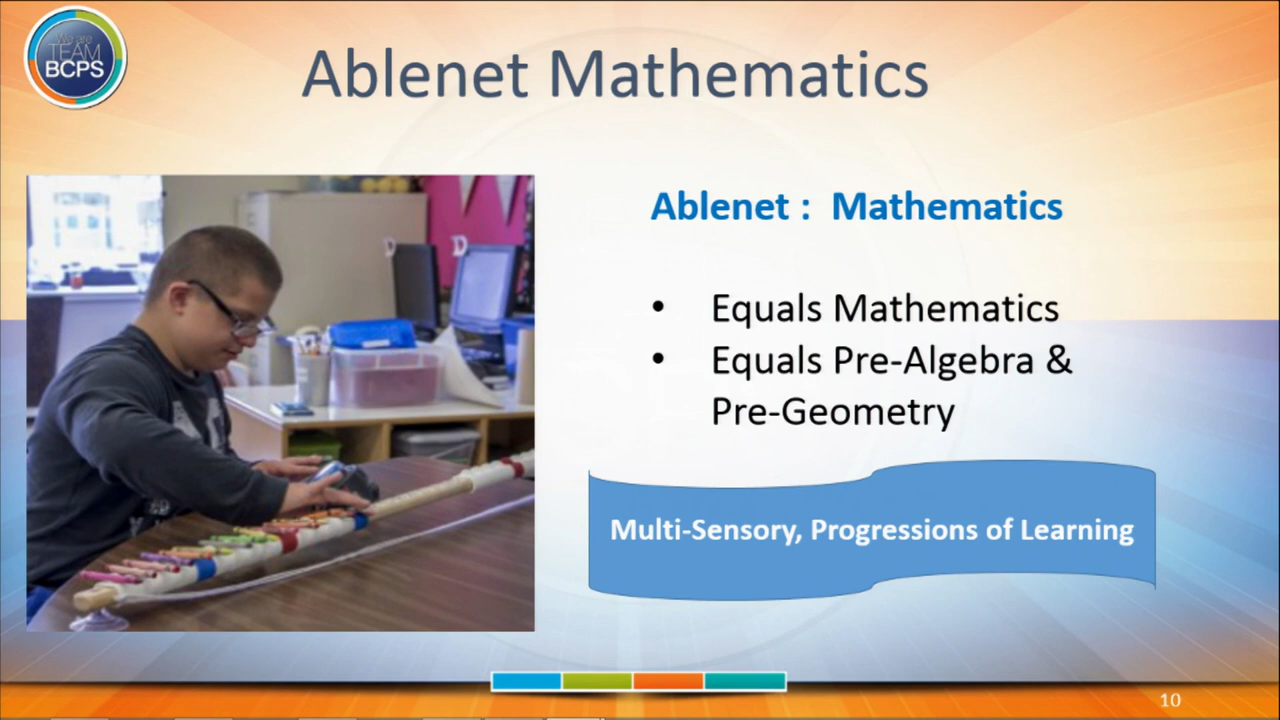 We are
TEAM
BCPS
Ablenet Mathematics
Ablenet : Mathematics
• Equals Mathematics
• Equals Pre-Algebra &
Pre-Geometry
Multi-Sensory, Progressions of Learning
10